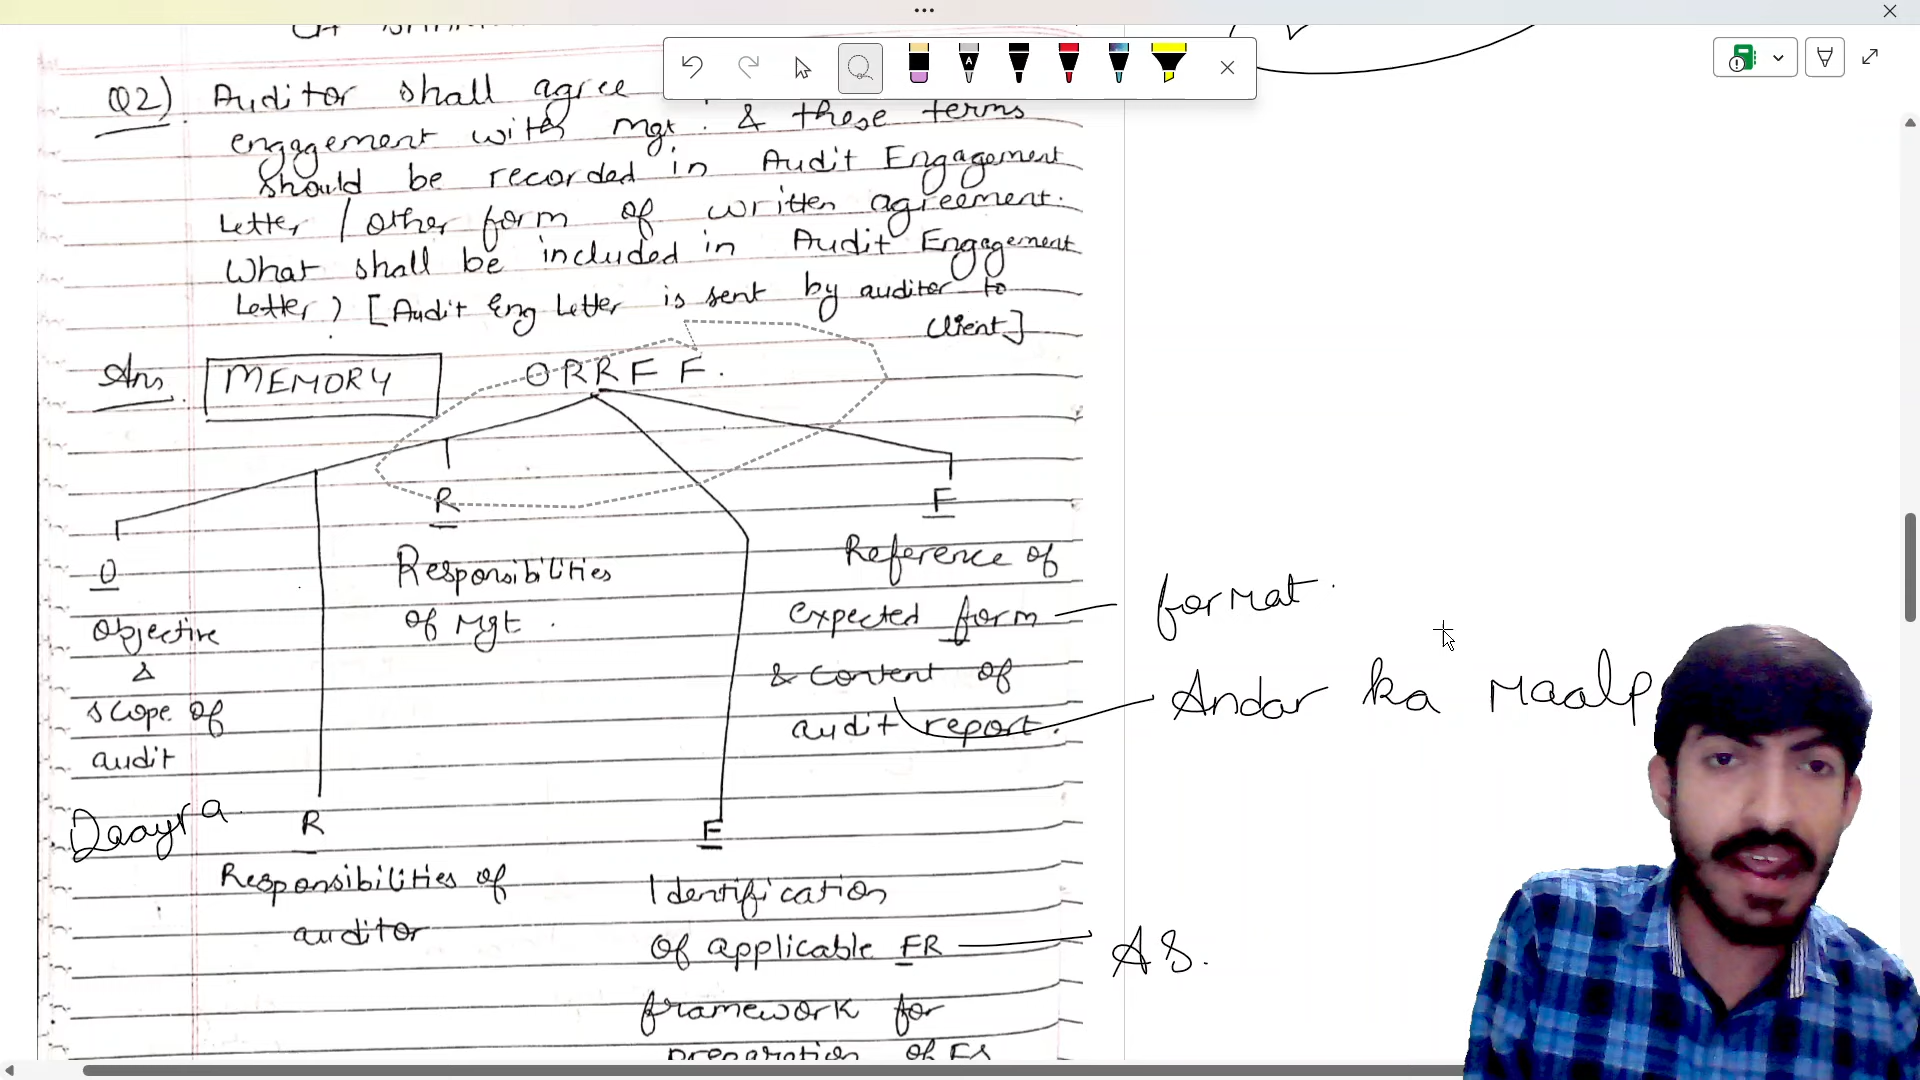 Q2) Auditor shall agree
engagement with mgt. & these terms
should be recorded in Audit Engagement
Letter / other form of written agreement.
What shall be included in Audit Engagement
Letter) [Audit Eng Letter is sent by auditor to
Client]
Ans. MEMORY ORRFF.
O
Objective
&
scope of
audit
Daayra
R
Responsibilities of
auditor
R
Responsibilities
of Mgt.
F
Identification
of applicable FR
framework for
preparation of FS
AS.
F
Reference of
expected form
& content of
audit report.
format.
Andar ka